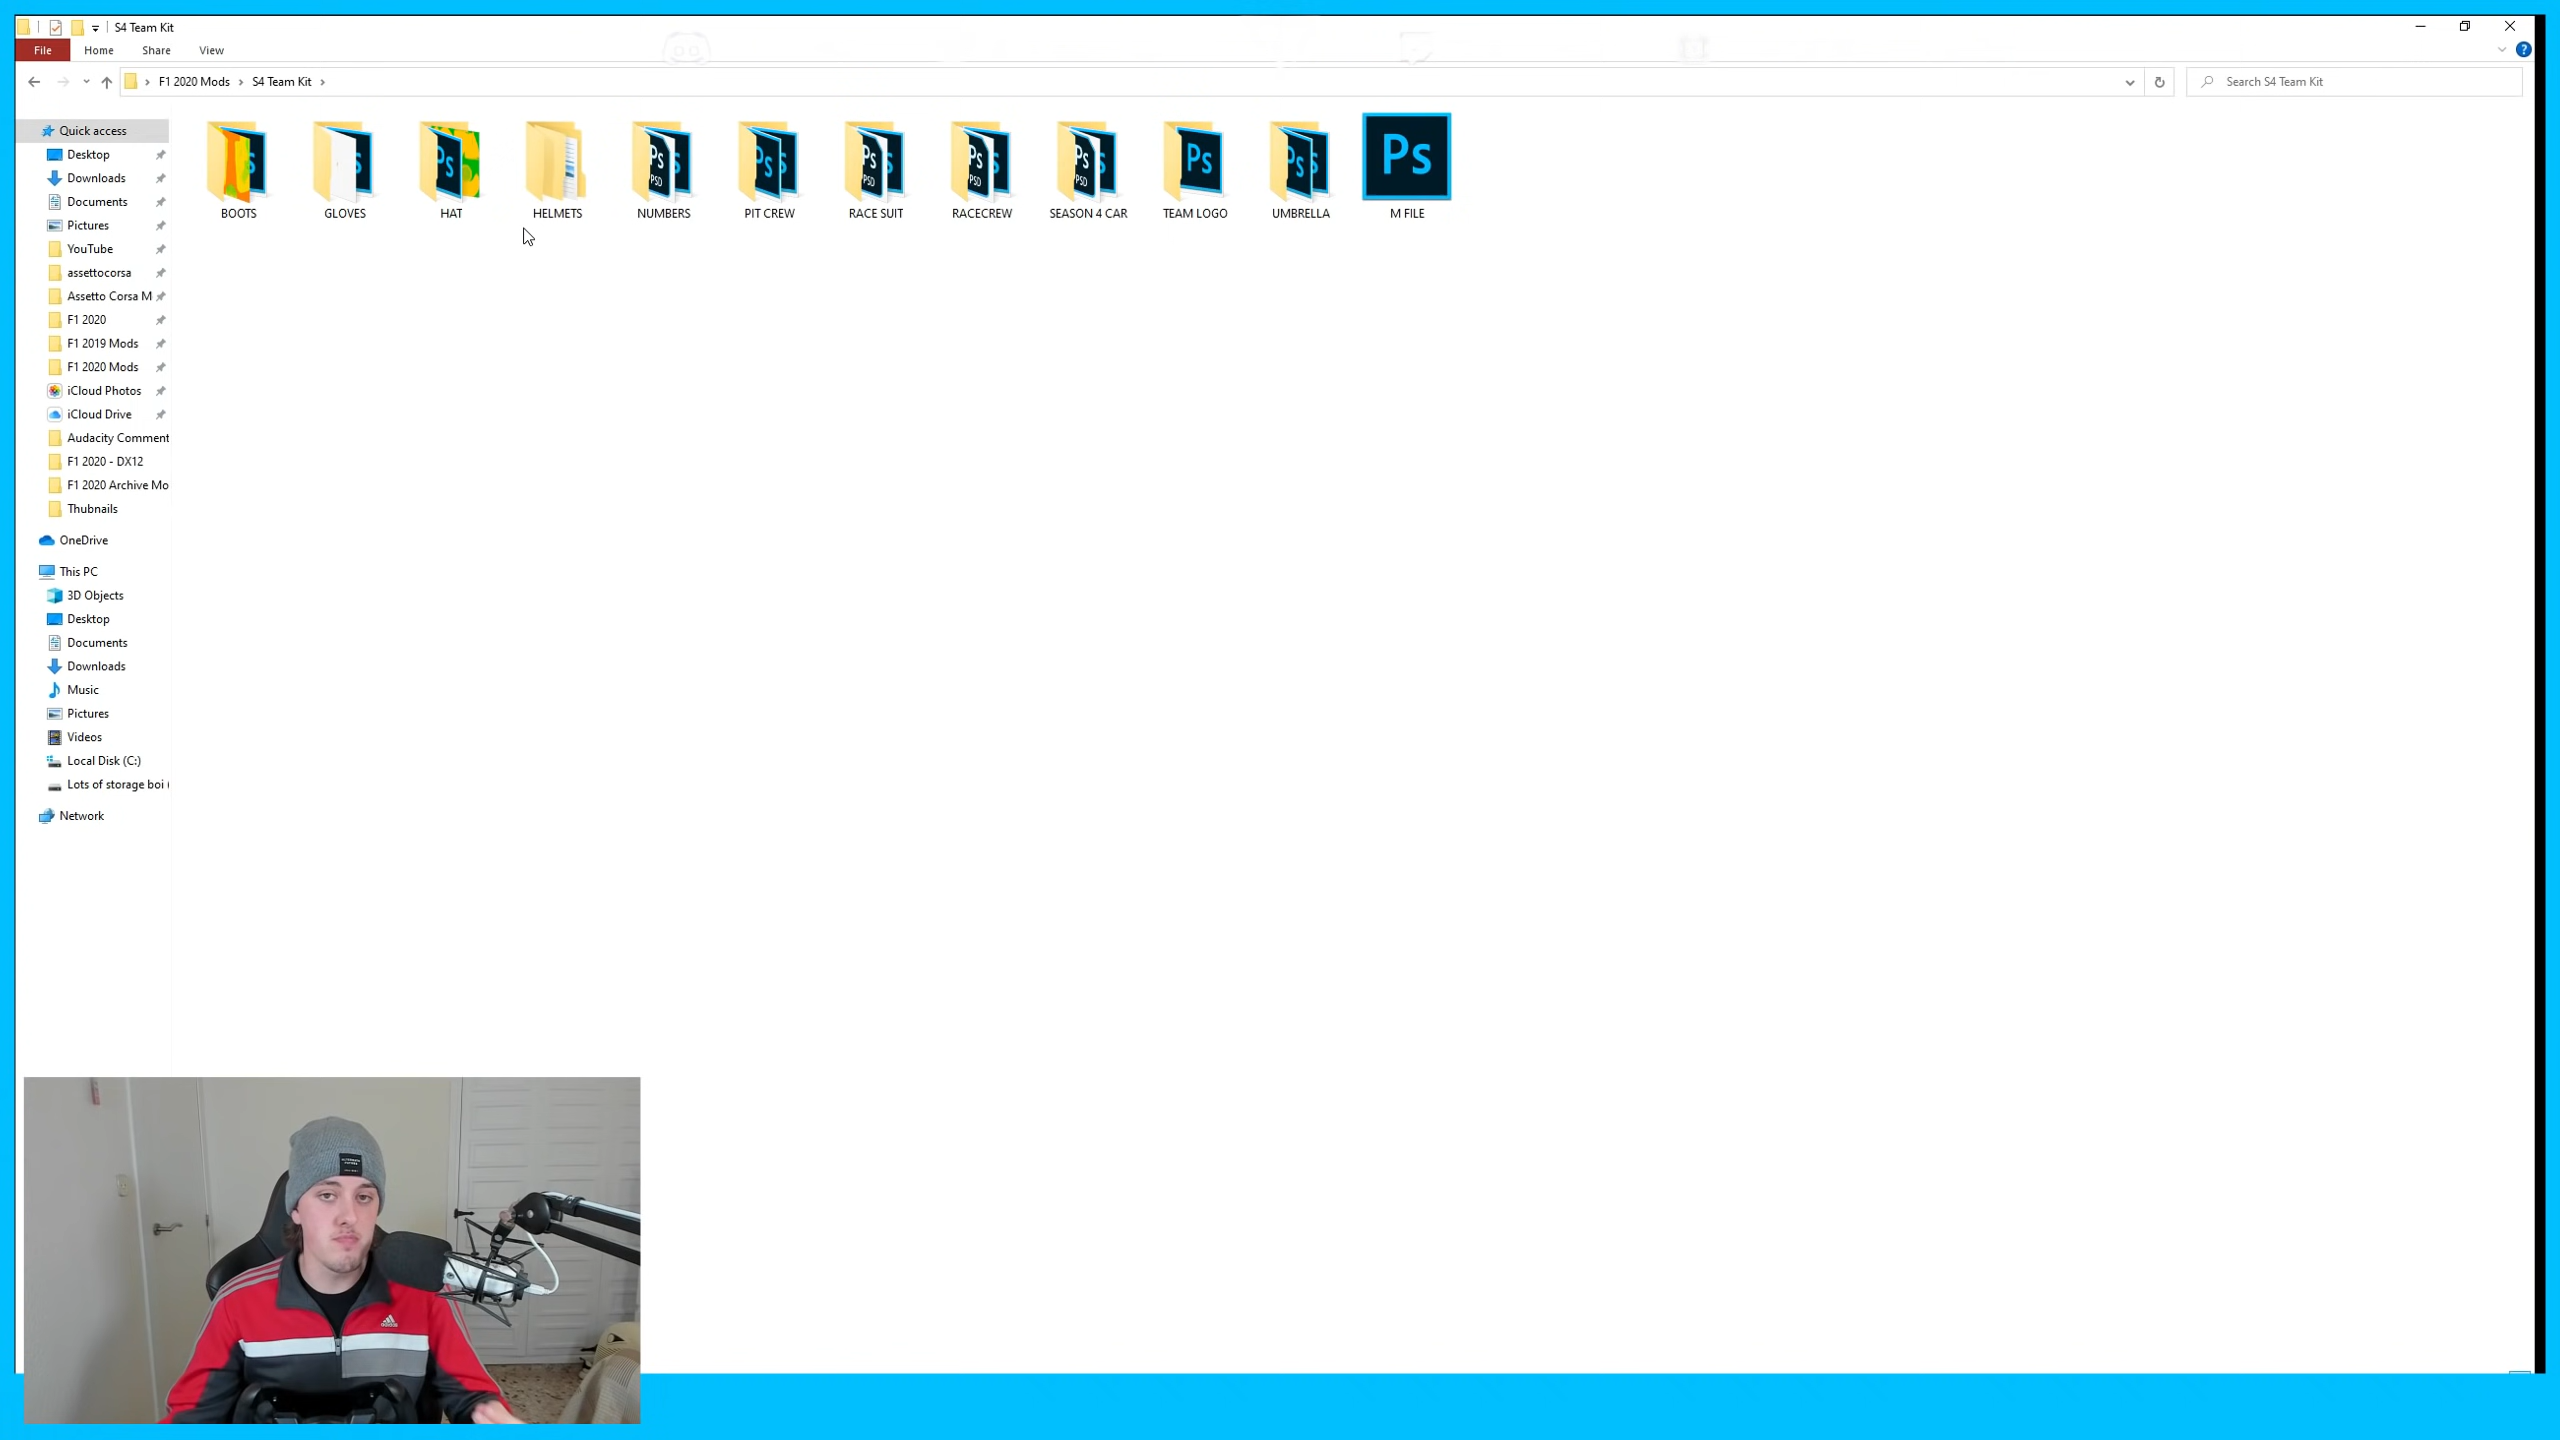 S4 Team Kit
File Home Share View
F1 2020 Mods S4 Team Kit
Search S4 Team Kit
Quick access
Desktop
Downloads
Documents
Pictures
YouTube
assettocorsa
Assetto Corsa M
F1 2020
F1 2019 Mods
F1 2020 Mods
iCloud Photos
iCloud Drive
Audacity Comment
F1 2020 - DX12
F1 2020 Archive Mo
Thubnails
OneDrive
This PC
3D Objects
Desktop
Documents
Downloads
Music
Pictures
Videos
Local Disk (C:)
Lots of storage boi (
Network
BOOTS GLOVES HAT HELMETS NUMBERS PIT CREW RACE SUIT RACECREW SEASON 4 CAR TEAM LOGO UMBRELLA M FILE
Ps
adidas